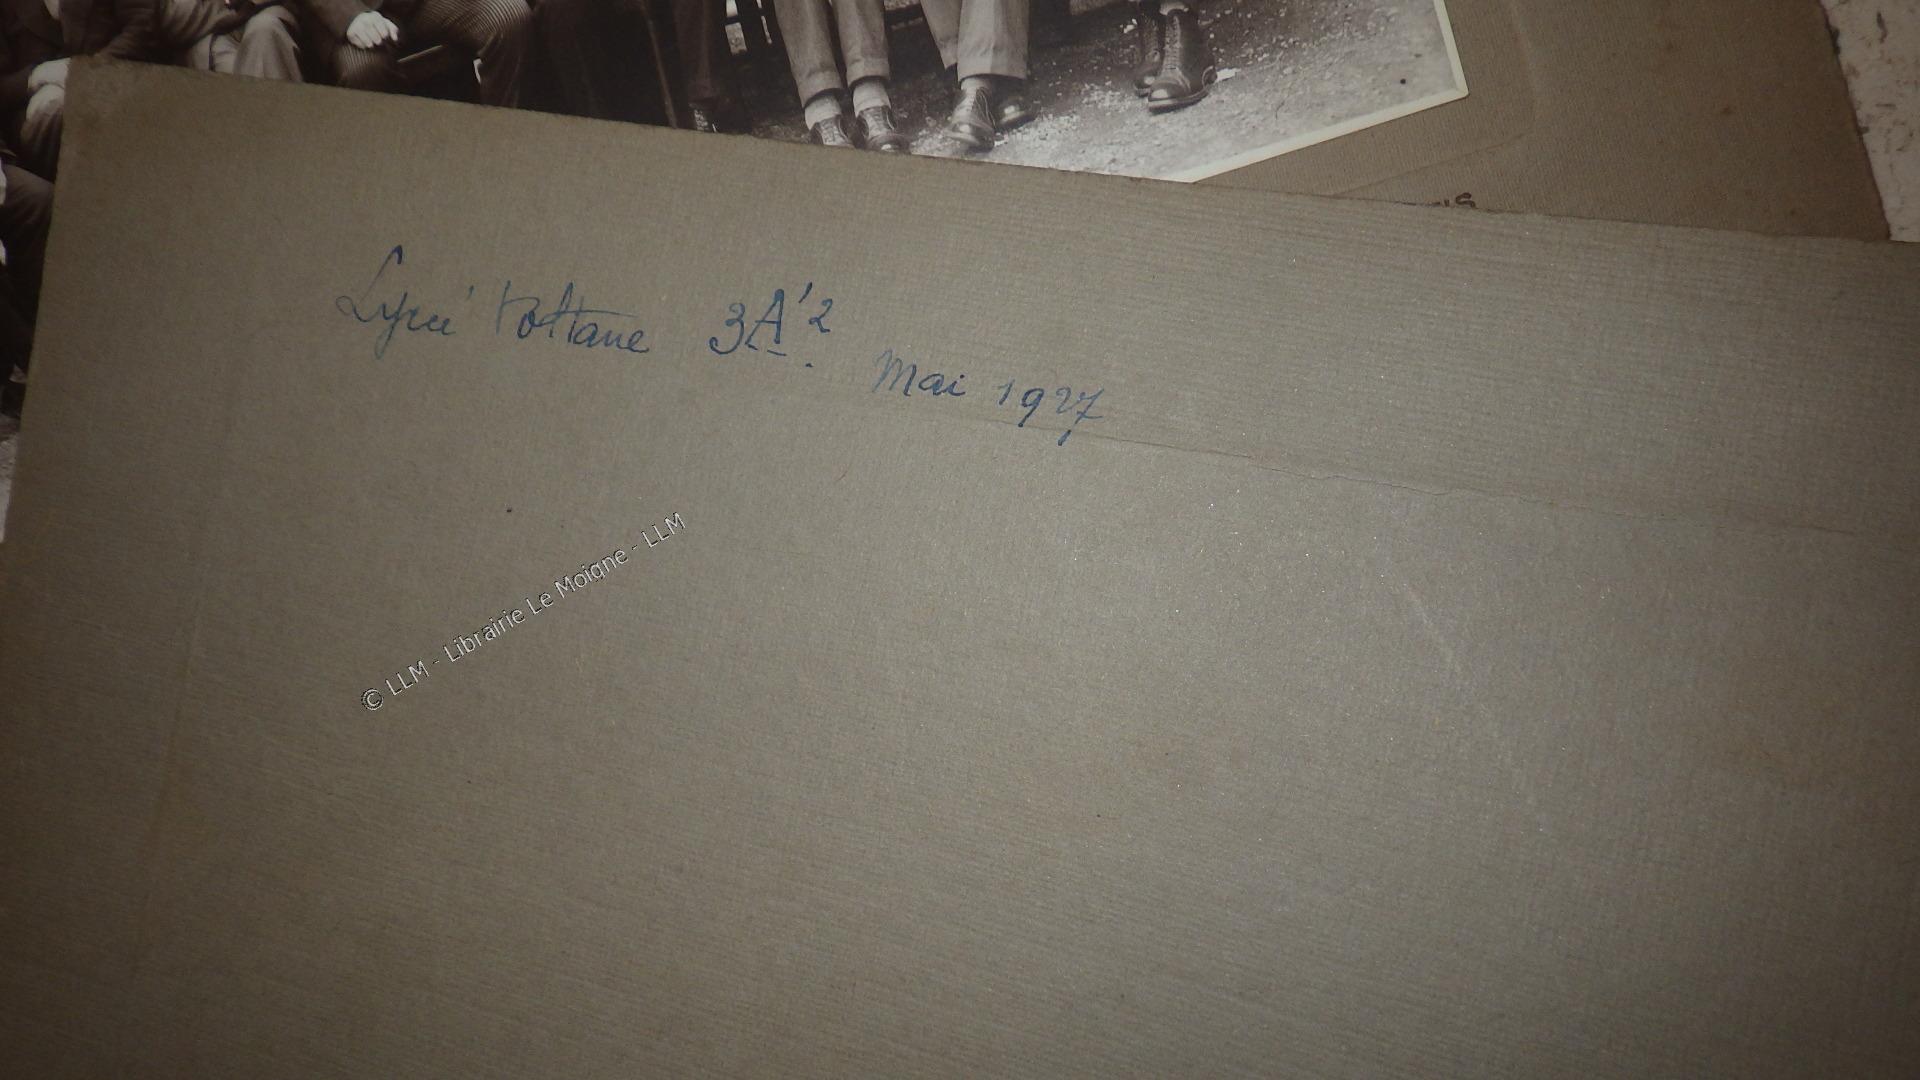 Lycée Voltaire 3A'2.
Mai 1927
© LLM - Librairie Le Moigne - LLM